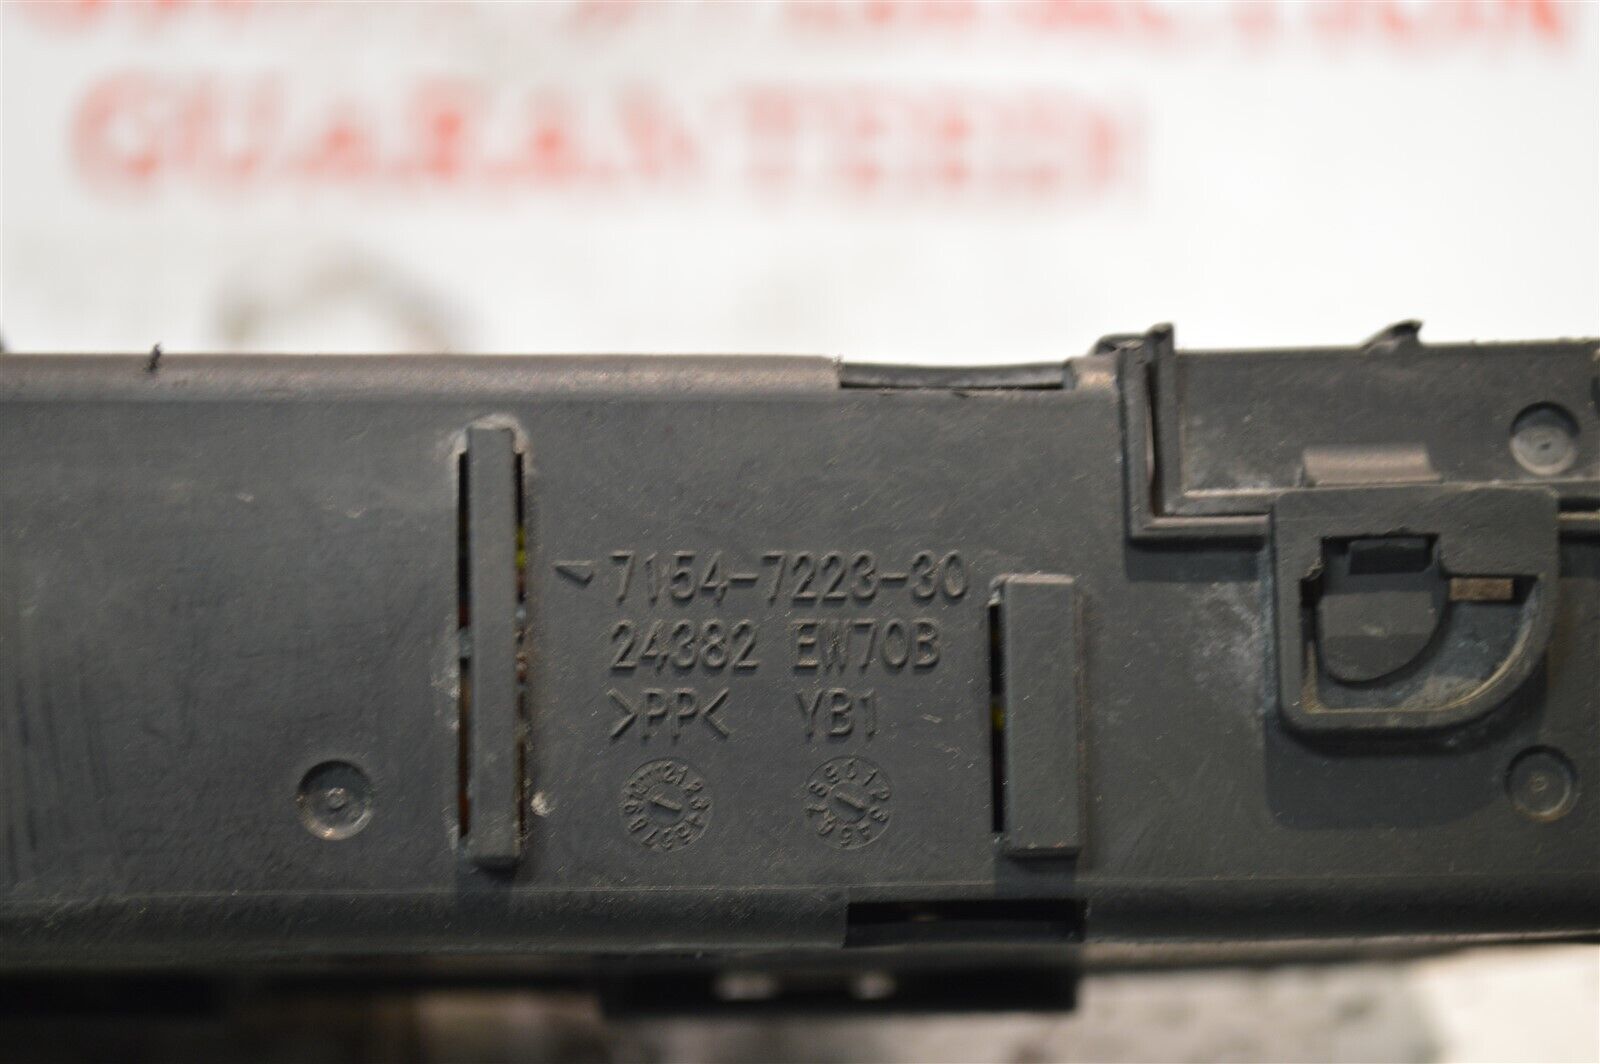 GUARANTEED!
7154-7223-30
24382 EW70B
>PP< YB1